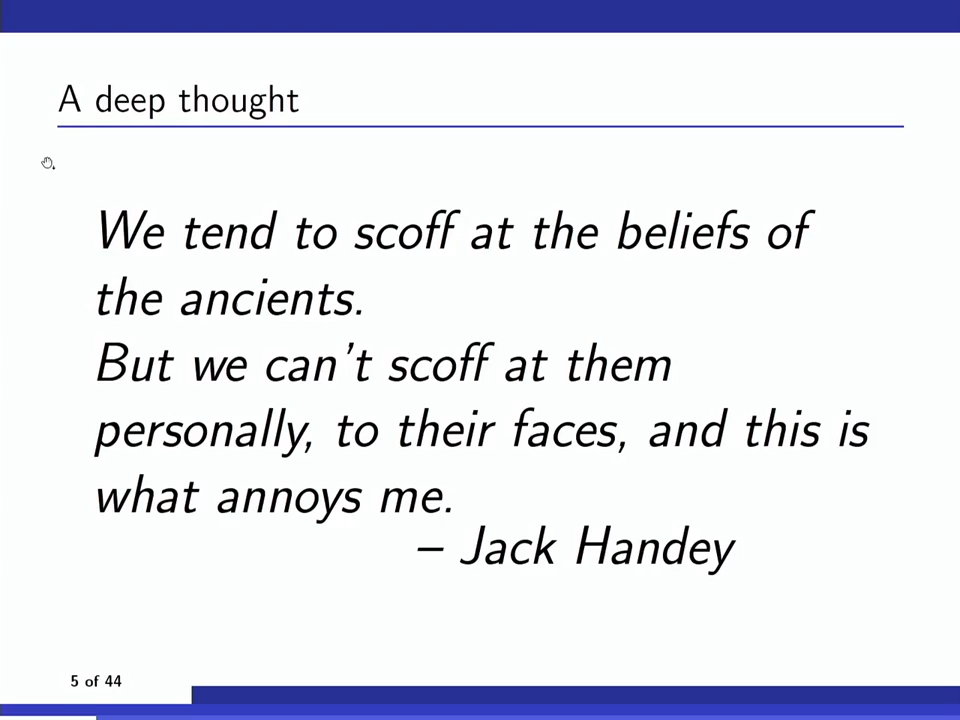 A deep thought
We tend to scoff at the beliefs of
the ancients.
But we can't scoff at them
personally, to their faces, and this is
what annoys me.
– Jack Handey
5 of 44